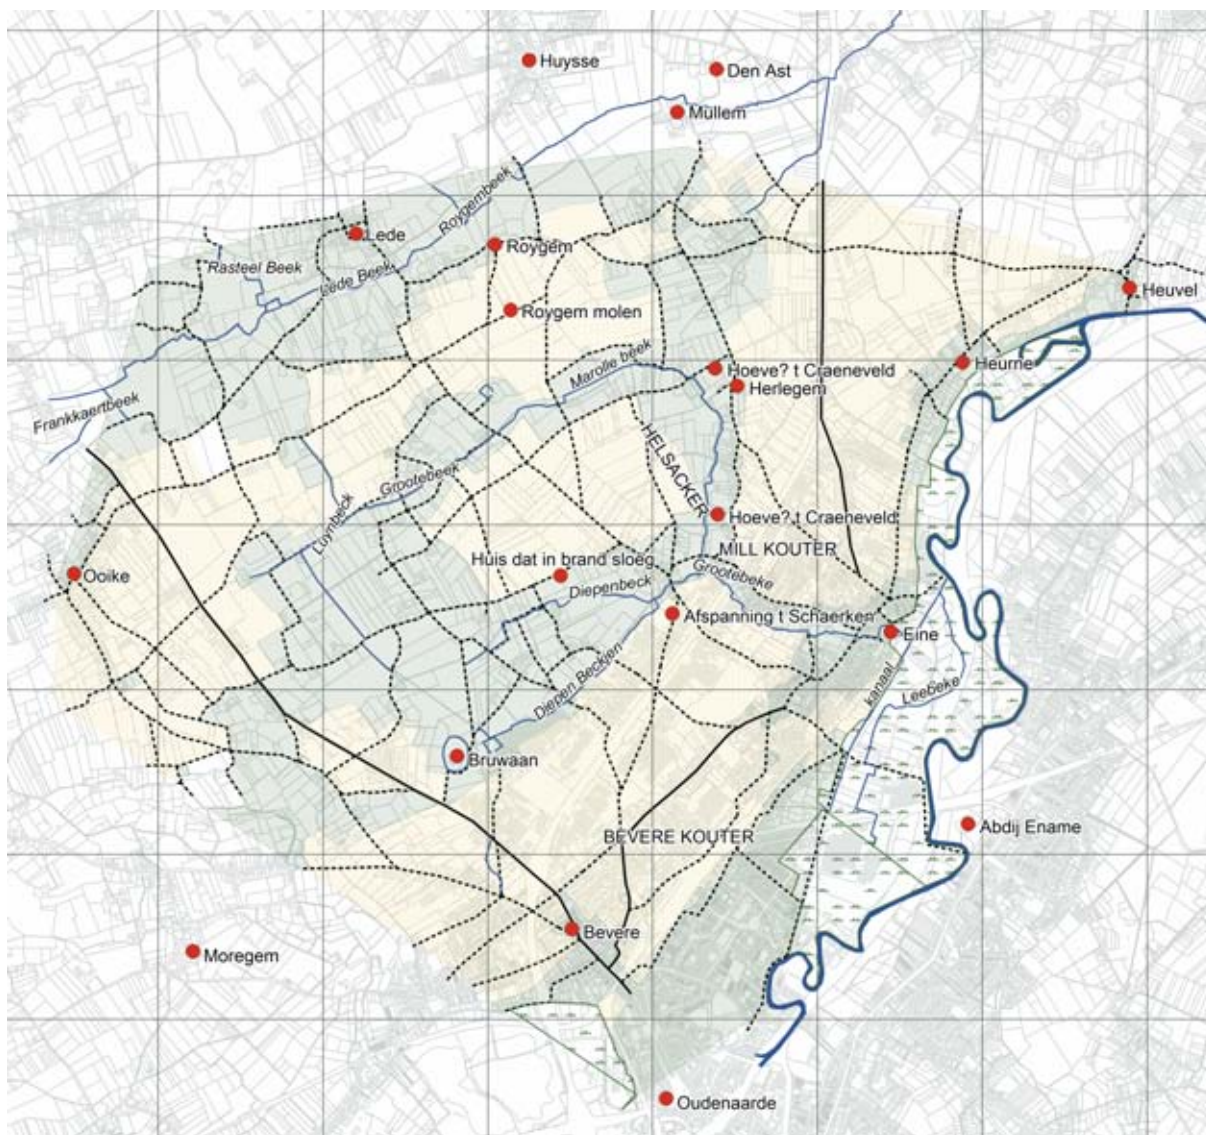 Huysse
Den Ast
Mullem
Roygembeek
Lede
Roygem
Rasteel Beek
Lede Beek
Heuvel
Roygem molen
Marolle beek
Heurne
Hoeve? t Craeneveld
Herlegem
Frankkaertbeek
HELSACKER
Grootebeek
Luynbeck
Hoeve? t Craeneveld
MILL KOUTER
Huis dat in brand sloeg
Grootebeke
Ooike
Diepenbeck
Afspanning t Schaerken
Eine
Diepen Beckjen
kanaal
Leebeke
Bruwaan
Abdij Ename
BEVERE KOUTER
Bevere
Moregem
Oudenaarde